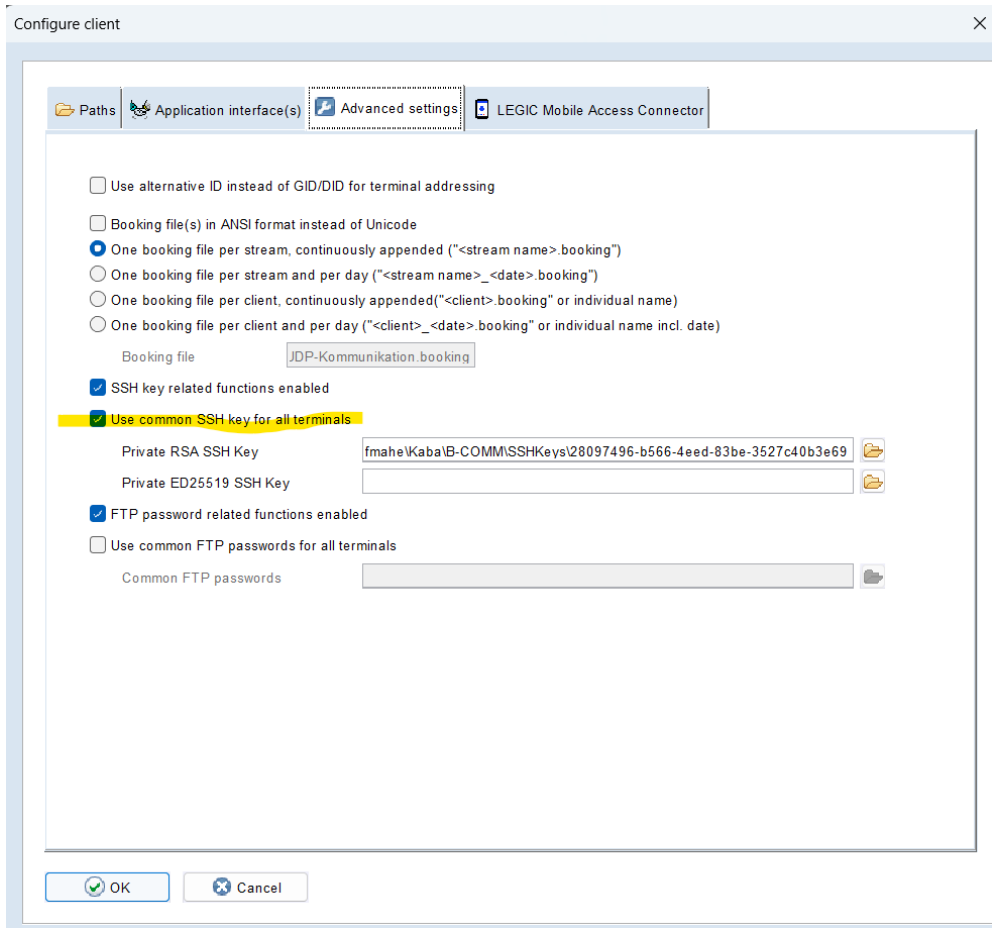 Configure client
Paths Application interface(s) Advanced settings LEGIC Mobile Access Connector
Use alternative ID instead of GID/DID for terminal addressing
Booking file(s) in ANSI format instead of Unicode
One booking file per stream, continuously appended ("<stream name>.booking")
One booking file per stream and per day ("<stream name>_<date>.booking")
One booking file per client, continuously appended("<client>.booking" or individual name)
One booking file per client and per day ("<client>_<date>.booking" or individual name incl. date)
Booking file JDP-Kommunikation.booking
SSH key related functions enabled
Use common SSH key for all terminals
Private RSA SSH Key fmahe\Kaba\B-COMM\SSHKeys\28097496-b566-4eed-83be-3527c40b3e69
Private ED25519 SSH Key
FTP password related functions enabled
Use common FTP passwords for all terminals
Common FTP passwords
OK Cancel